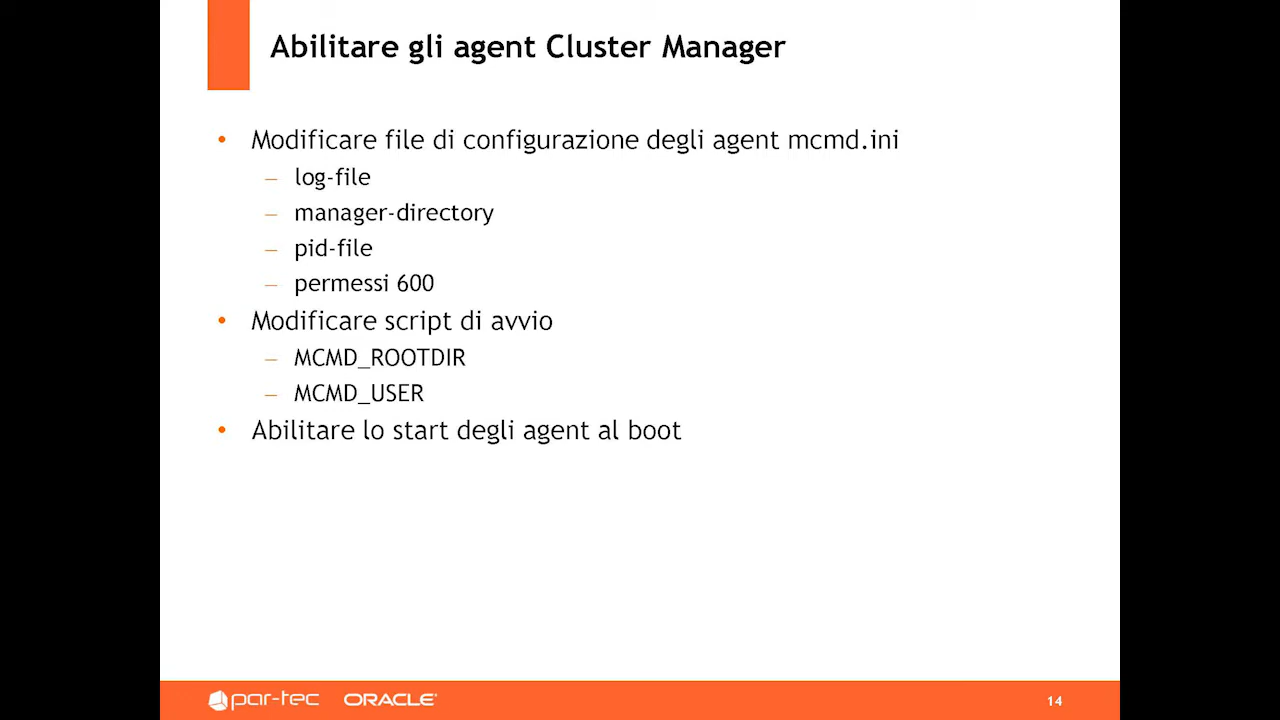 Abilitare gli agent Cluster Manager
• Modificare file di configurazione degli agent mcmd.ini
– log-file
– manager-directory
– pid-file
– permessi 600
• Modificare script di avvio
– MCMD_ROOTDIR
– MCMD_USER
• Abilitare lo start degli agent al boot
par-tec ORACLE 14